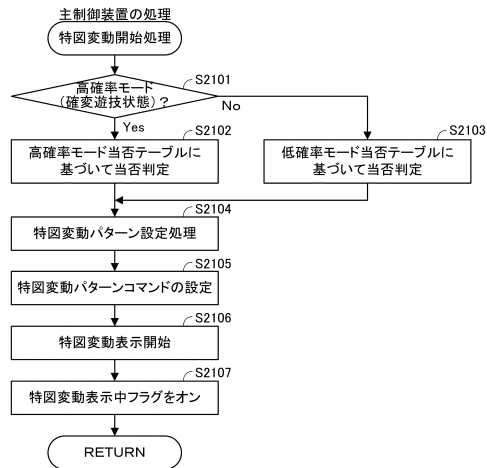 主制御装置の処理
特図変動開始処理
S2101
高確率モード
(確変遊技状態)?
No
Yes
S2102
高確率モード当否テーブルに
基づいて当否判定
S2103
低確率モード当否テーブルに
基づいて当否判定
S2104
特図変動パターン設定処理
S2105
特図変動パターンコマンドの設定
S2106
特図変動表示開始
S2107
特図変動表示中フラグをオン
RETURN